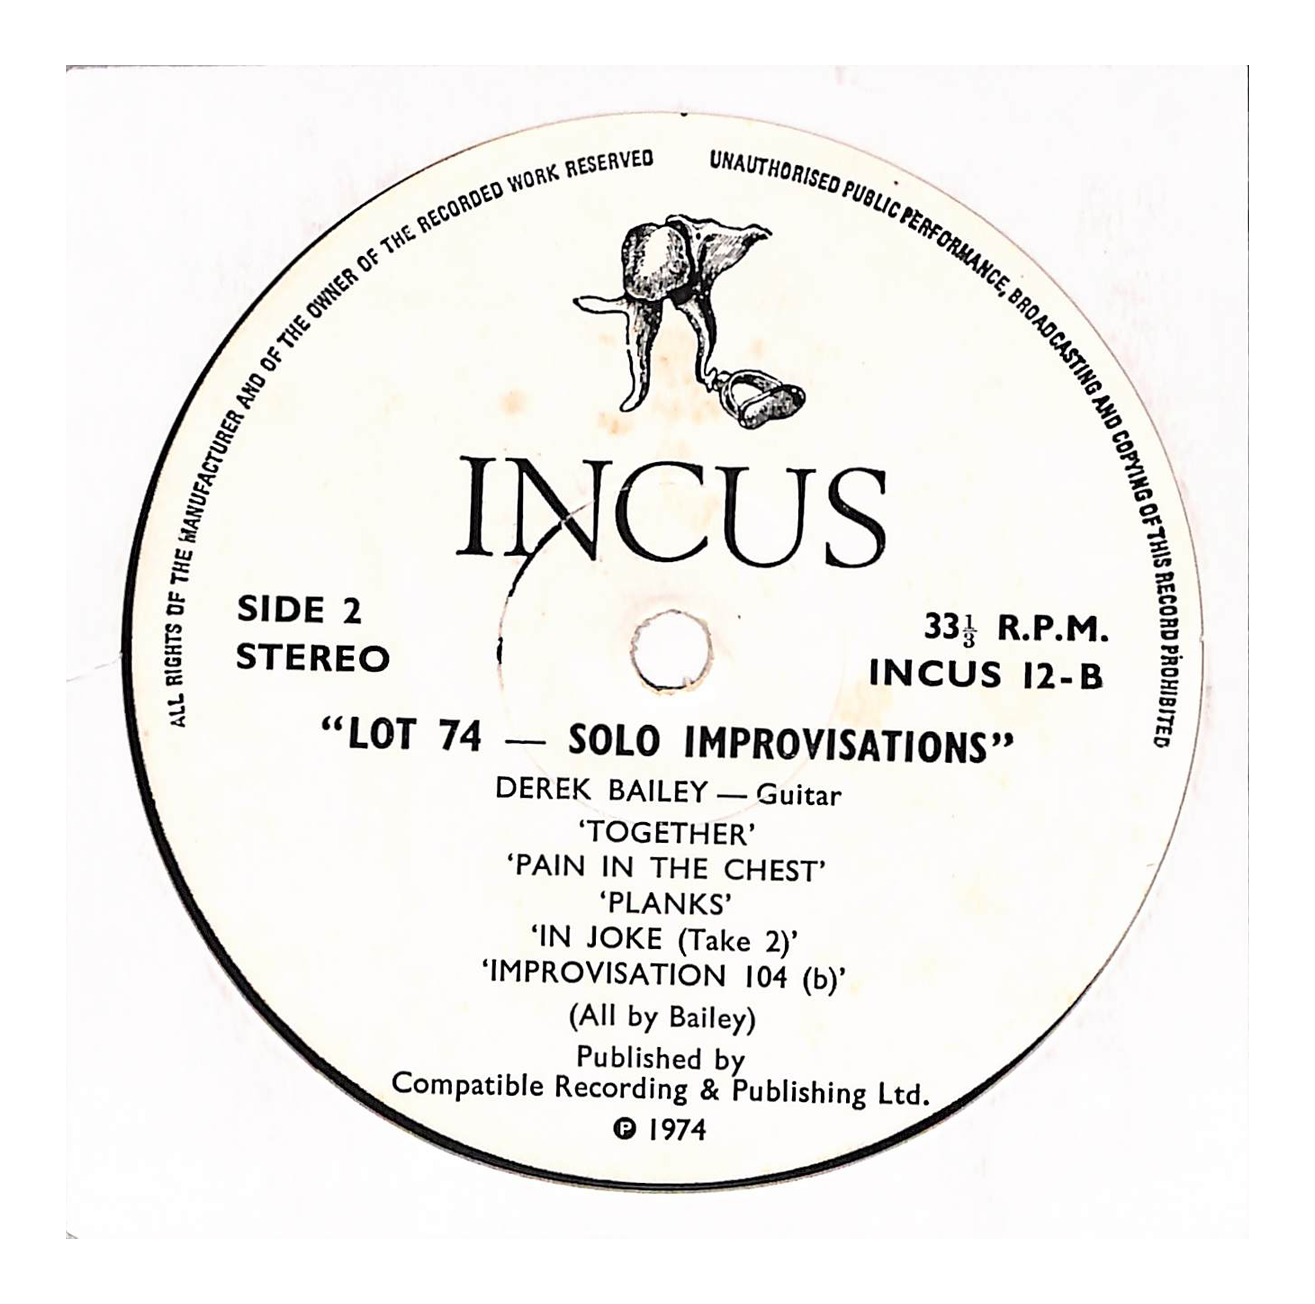 ALL RIGHTS OF THE MANUFACTURER AND OF THE OWNER OF THE RECORDED WORK RESERVED
UNAUTHORISED PUBLIC PERFORMANCE, BROADCASTING AND COPYING OF THIS RECORD PROHIBITED
INCUS
SIDE 2
STEREO
33⅓ R.P.M.
INCUS 12-B
“LOT 74 — SOLO IMPROVISATIONS”
DEREK BAILEY — Guitar
‘TOGETHER’
‘PAIN IN THE CHEST’
‘PLANKS’
‘IN JOKE (Take 2)’
‘IMPROVISATION 104 (b)’
(All by Bailey)
Published by
Compatible Recording & Publishing Ltd.
℗ 1974